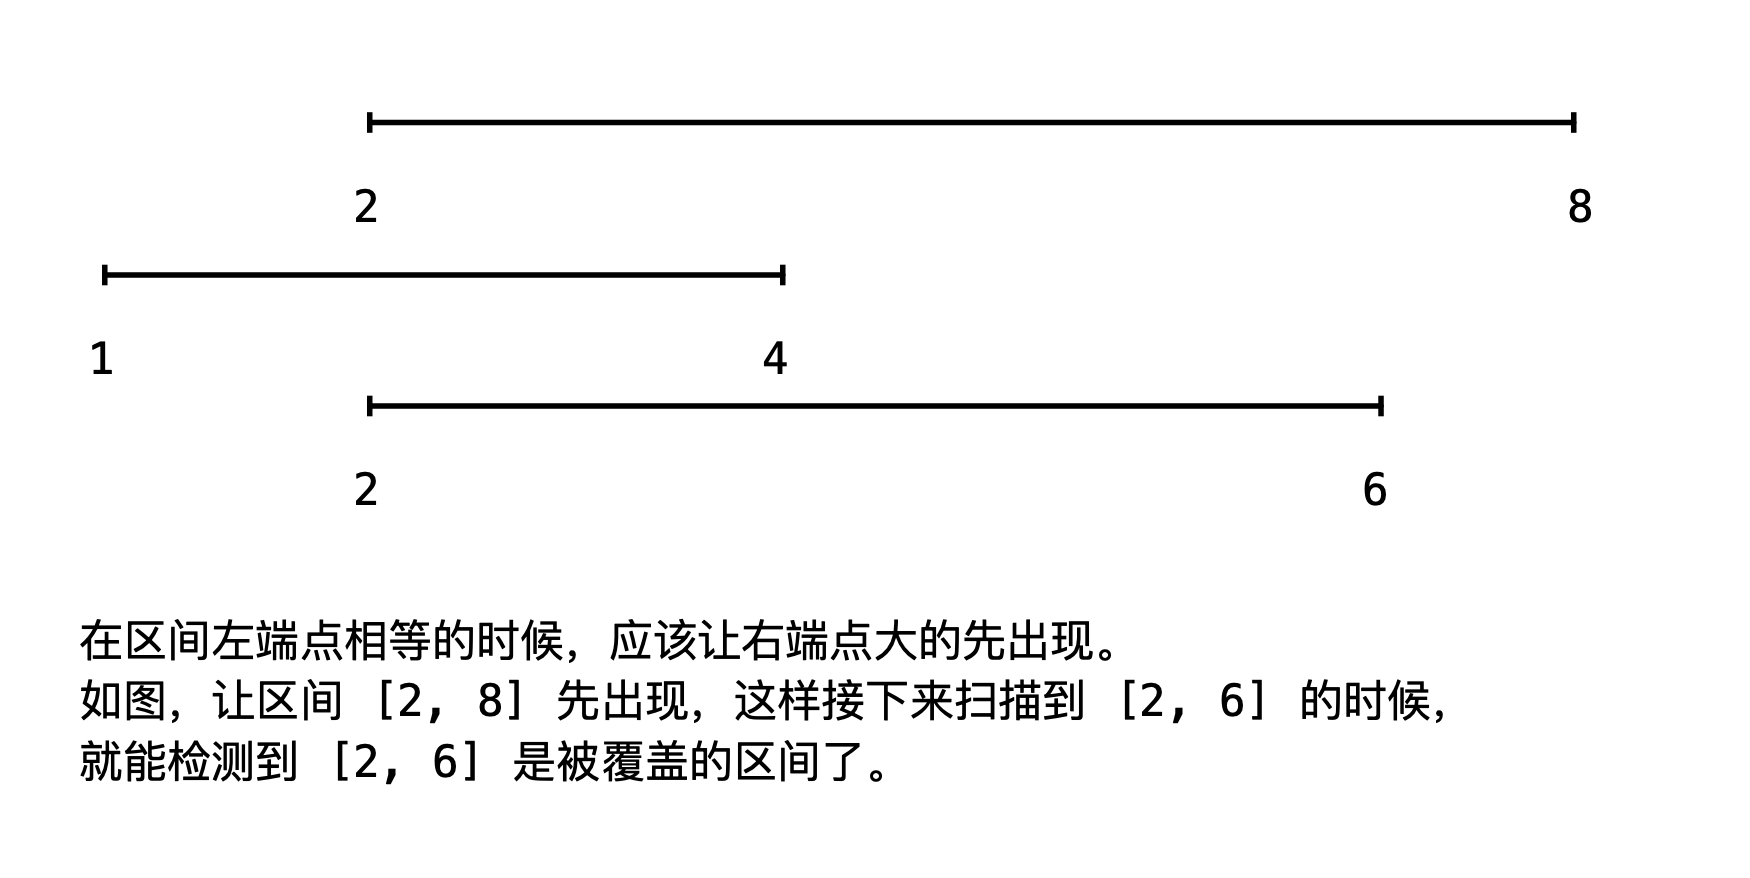 2 8
1 4
2 6
在区间左端点相等的时候，应该让右端点大的先出现。
如图，让区间 [2, 8] 先出现，这样接下来扫描到 [2, 6] 的时候，
就能检测到 [2, 6] 是被覆盖的区间了。